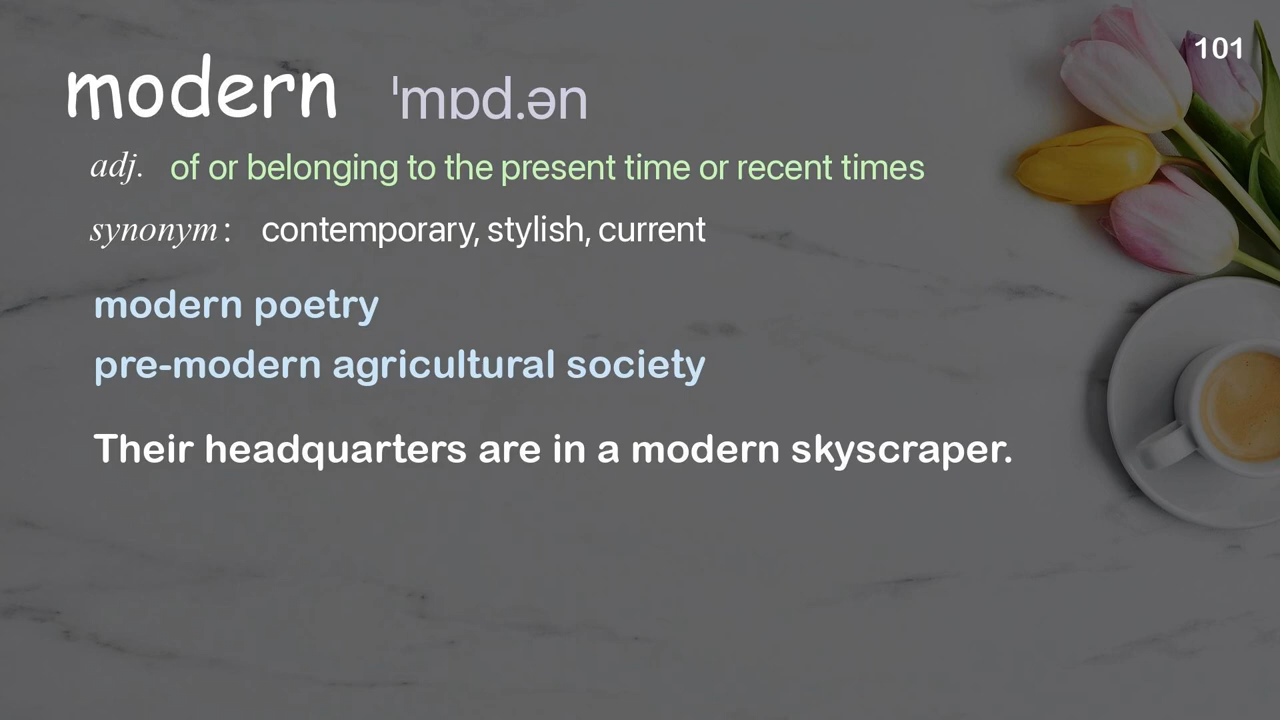 101
modern ˈmɒd.ən
adj. of or belonging to the present time or recent times
synonym: contemporary, stylish, current
modern poetry
pre-modern agricultural society
Their headquarters are in a modern skyscraper.